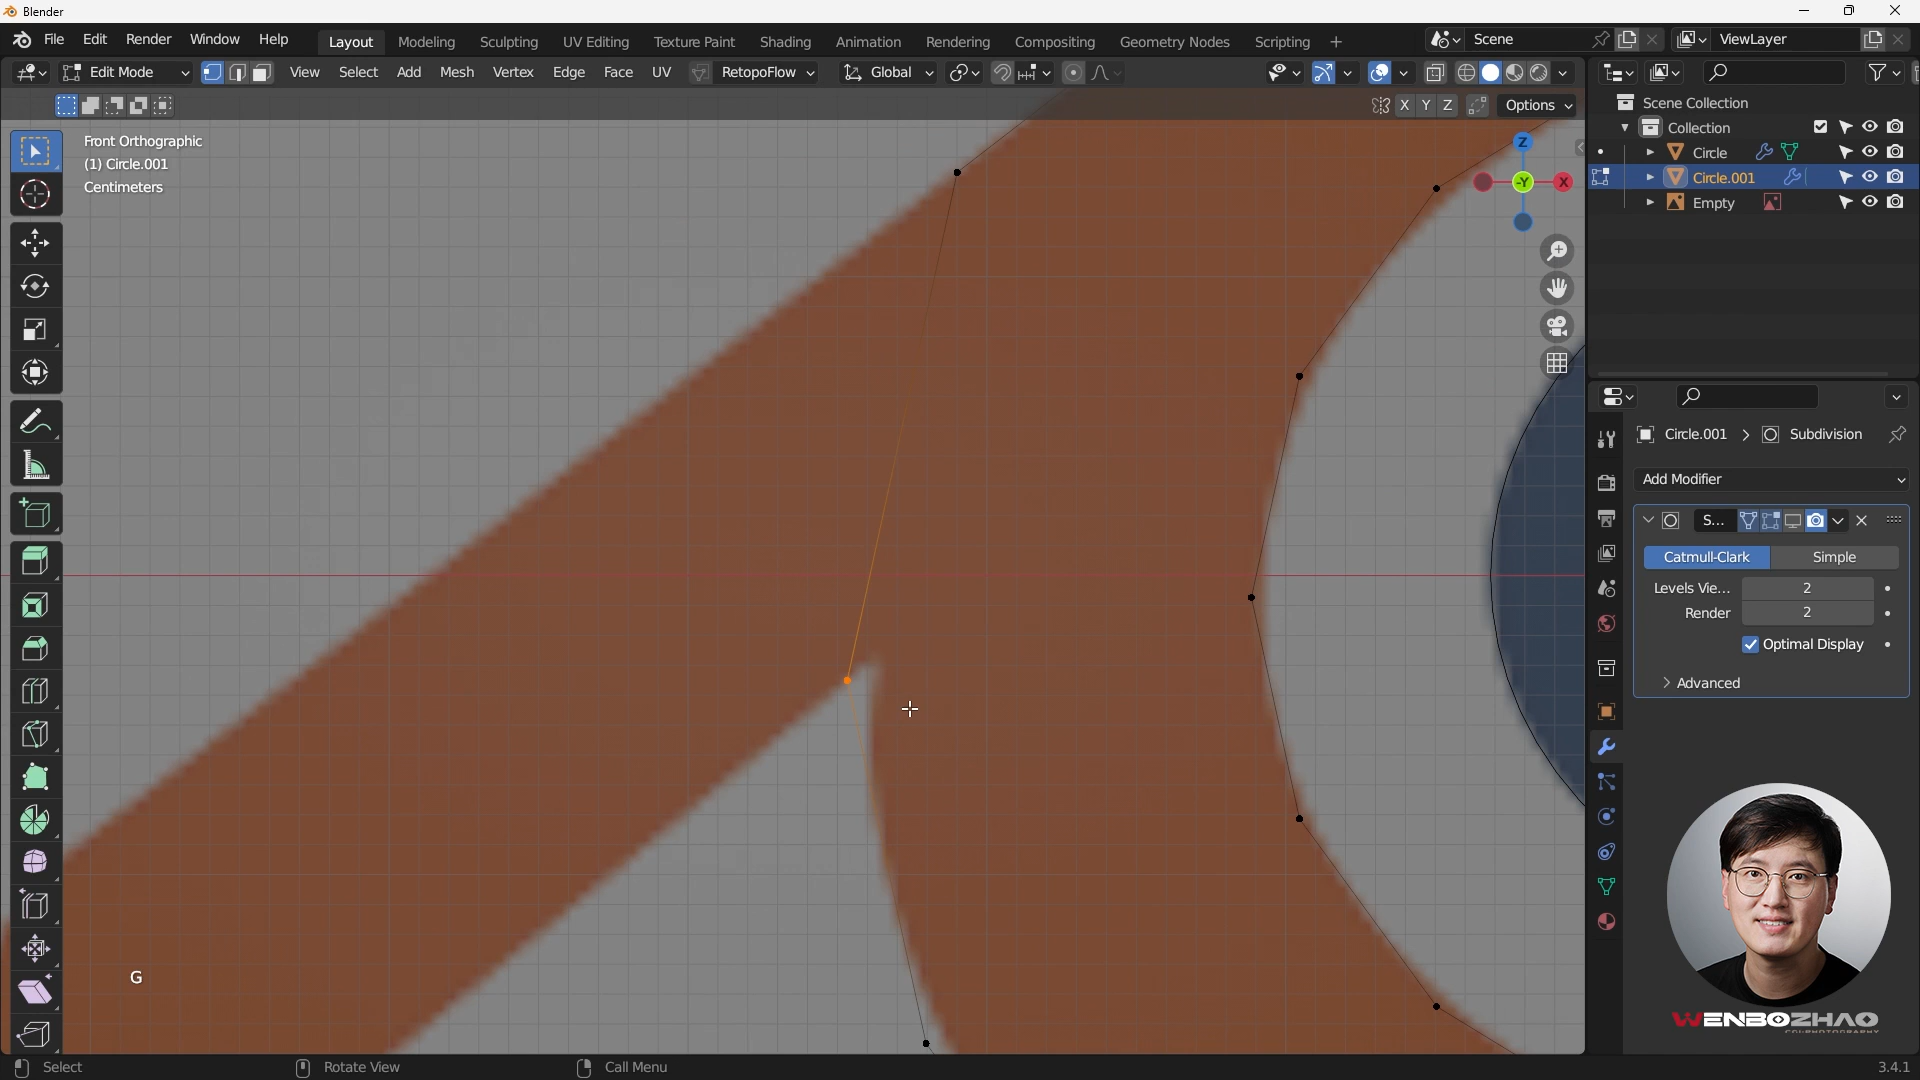 Blender
File Edit Render Window Help Layout Modeling Sculpting UV Editing Texture Paint Shading Animation Rendering Compositing Geometry Nodes Scripting + Scene ViewLayer
Edit Mode View Select Add Mesh Vertex Edge Face UV RetopoFlow Global
X Y Z Options
Front Orthographic
(1) Circle.001
Centimeters
Z
-Y X
Scene Collection
Collection
Circle
Circle.001
Empty
Circle.001 > Subdivision
Add Modifier
S...
Catmull-Clark Simple
Levels Vie... 2
Render 2
Optimal Display
Advanced
G
WENBOZHAO
Select Rotate View Call Menu 3.4.1